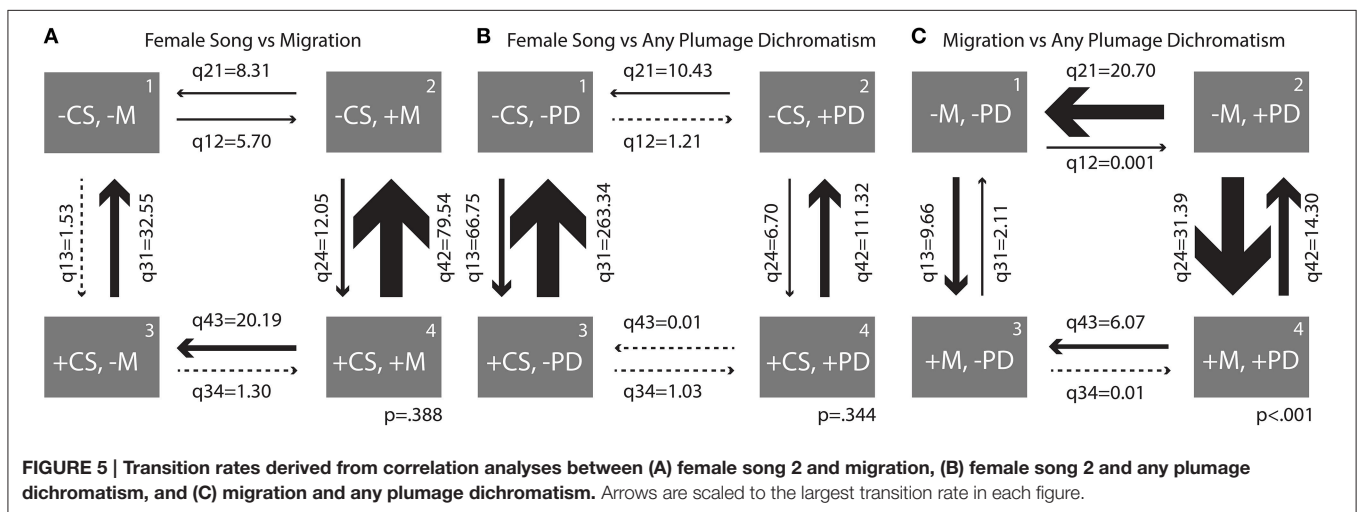 A Female Song vs Migration
q21=8.31
1
-CS, -M
2
-CS, +M
q12=5.70
q13=1.53
q31=32.55
q24=12.05
q42=79.54
3
+CS, -M
q43=20.19
4
+CS, +M
q34=1.30
p=.388
B Female Song vs Any Plumage Dichromatism
q21=10.43
1
-CS, -PD
2
-CS, +PD
q12=1.21
q13=66.75
q31=263.34
q24=6.70
q42=111.32
3
+CS, -PD
q43=0.01
4
+CS, +PD
q34=1.03
p=.344
C Migration vs Any Plumage Dichromatism
q21=20.70
1
-M, -PD
2
-M, +PD
q12=0.001
q13=9.66
q31=2.11
q24=31.39
q42=14.30
3
+M, -PD
q43=6.07
4
+M, +PD
q34=0.01
p<.001
FIGURE 5 | Transition rates derived from correlation analyses between (A) female song 2 and migration, (B) female song 2 and any plumage
dichromatism, and (C) migration and any plumage dichromatism. Arrows are scaled to the largest transition rate in each figure.